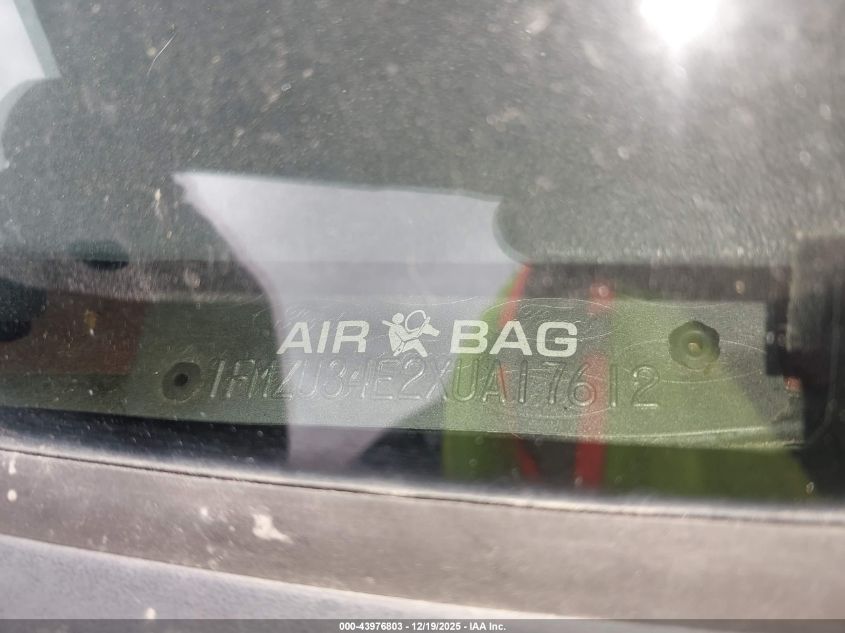 AIR BAG
1FMZU34E2XUA17612
000-43976803 - 12/19/2025 - IAA Inc.